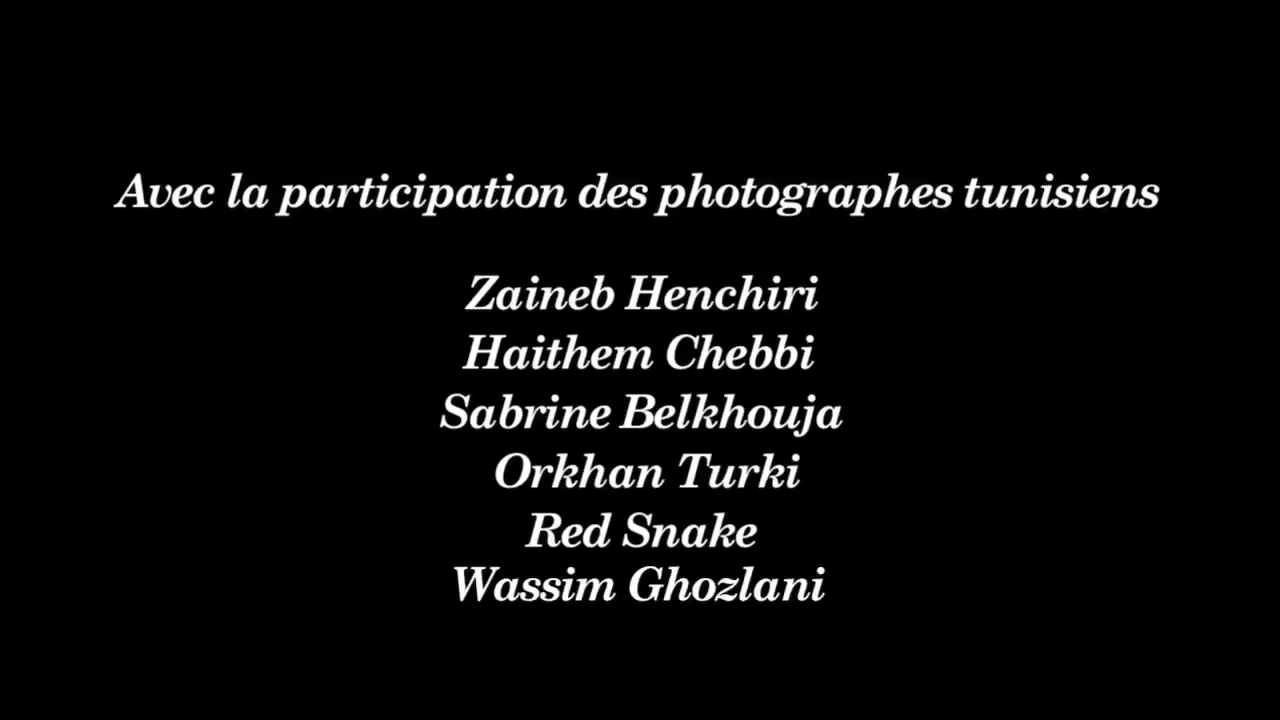 Avec la participation des photographes tunisiens
Zaineb Henchiri
Haithem Chebbi
Sabrine Belkhouja
Orkhan Turki
Red Snake
Wassim Ghozlani